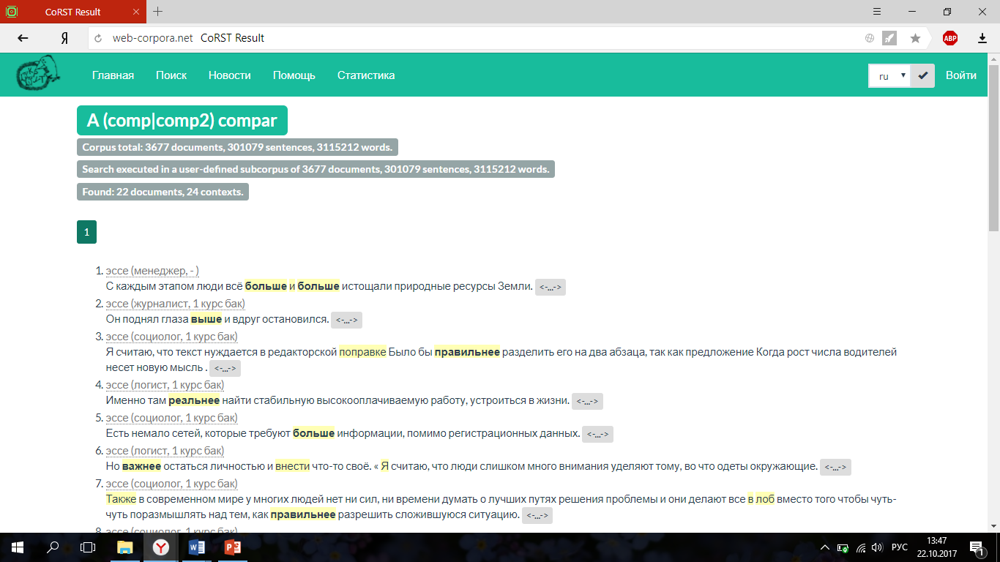 CoRST Result
Я web-corpora.net CoRST Result ABP
Главная Поиск Новости Помощь Статистика ru Войти
A (comp|comp2) compar
Corpus total: 3677 documents, 301079 sentences, 3115212 words.
Search executed in a user-defined subcorpus of 3677 documents, 301079 sentences, 3115212 words.
Found: 22 documents, 24 contexts.
1
1. эссе (менеджер, - )
С каждым этапом люди всё больше и больше истощали природные ресурсы Земли. <-...->
2. эссе (журналист, 1 курс бак)
Он поднял глаза выше и вдруг остановился. <-...->
3. эссе (социолог, 1 курс бак)
Я считаю, что текст нуждается в редакторской поправке Было бы правильнее разделить его на два абзаца, так как предложение Когда рост числа водителей
несет новую мысль . <-...->
4. эссе (логист, 1 курс бак)
Именно там реальнее найти стабильную высокооплачиваемую работу, устроиться в жизни. <-...->
5. эссе (социолог, 1 курс бак)
Есть немало сетей, которые требуют больше информации, помимо регистрационных данных. <-...->
6. эссе (логист, 1 курс бак)
Но важнее остаться личностью и внести что-то своё. « Я считаю, что люди слишком много внимания уделяют тому, во что одеты окружающие. <-...->
7. эссе (социолог, 1 курс бак)
Также в современном мире у многих людей нет ни сил, ни времени думать о лучших путях решения проблемы и они делают все в лоб вместо того чтобы чуть-
чуть поразмышлять над тем, как правильнее разрешить сложившуюся ситуацию. <-...->
8. эссе (социолог, 1 курс бак)
РУС 13:47
22.10.2017 1